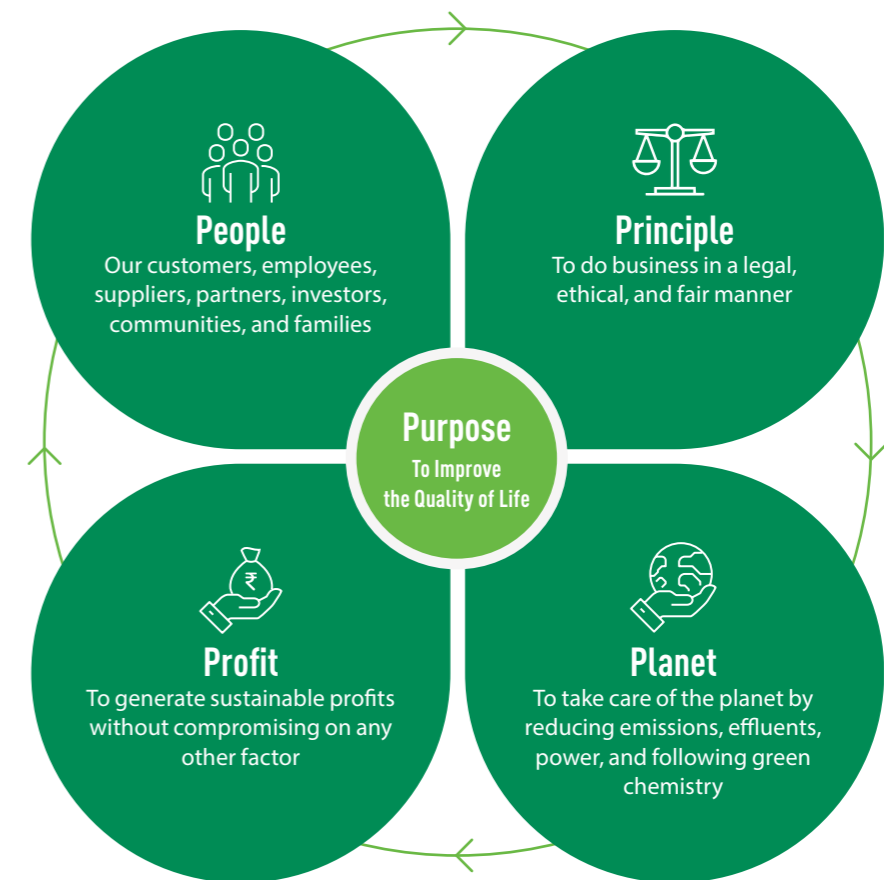 People
Our customers, employees,
suppliers, partners, investors,
communities, and families
Principle
To do business in a legal,
ethical, and fair manner
Purpose
To Improve
the Quality of Life
₹
Profit
To generate sustainable profits
without compromising on any
other factor
Planet
To take care of the planet by
reducing emissions, effluents,
power, and following green
chemistry